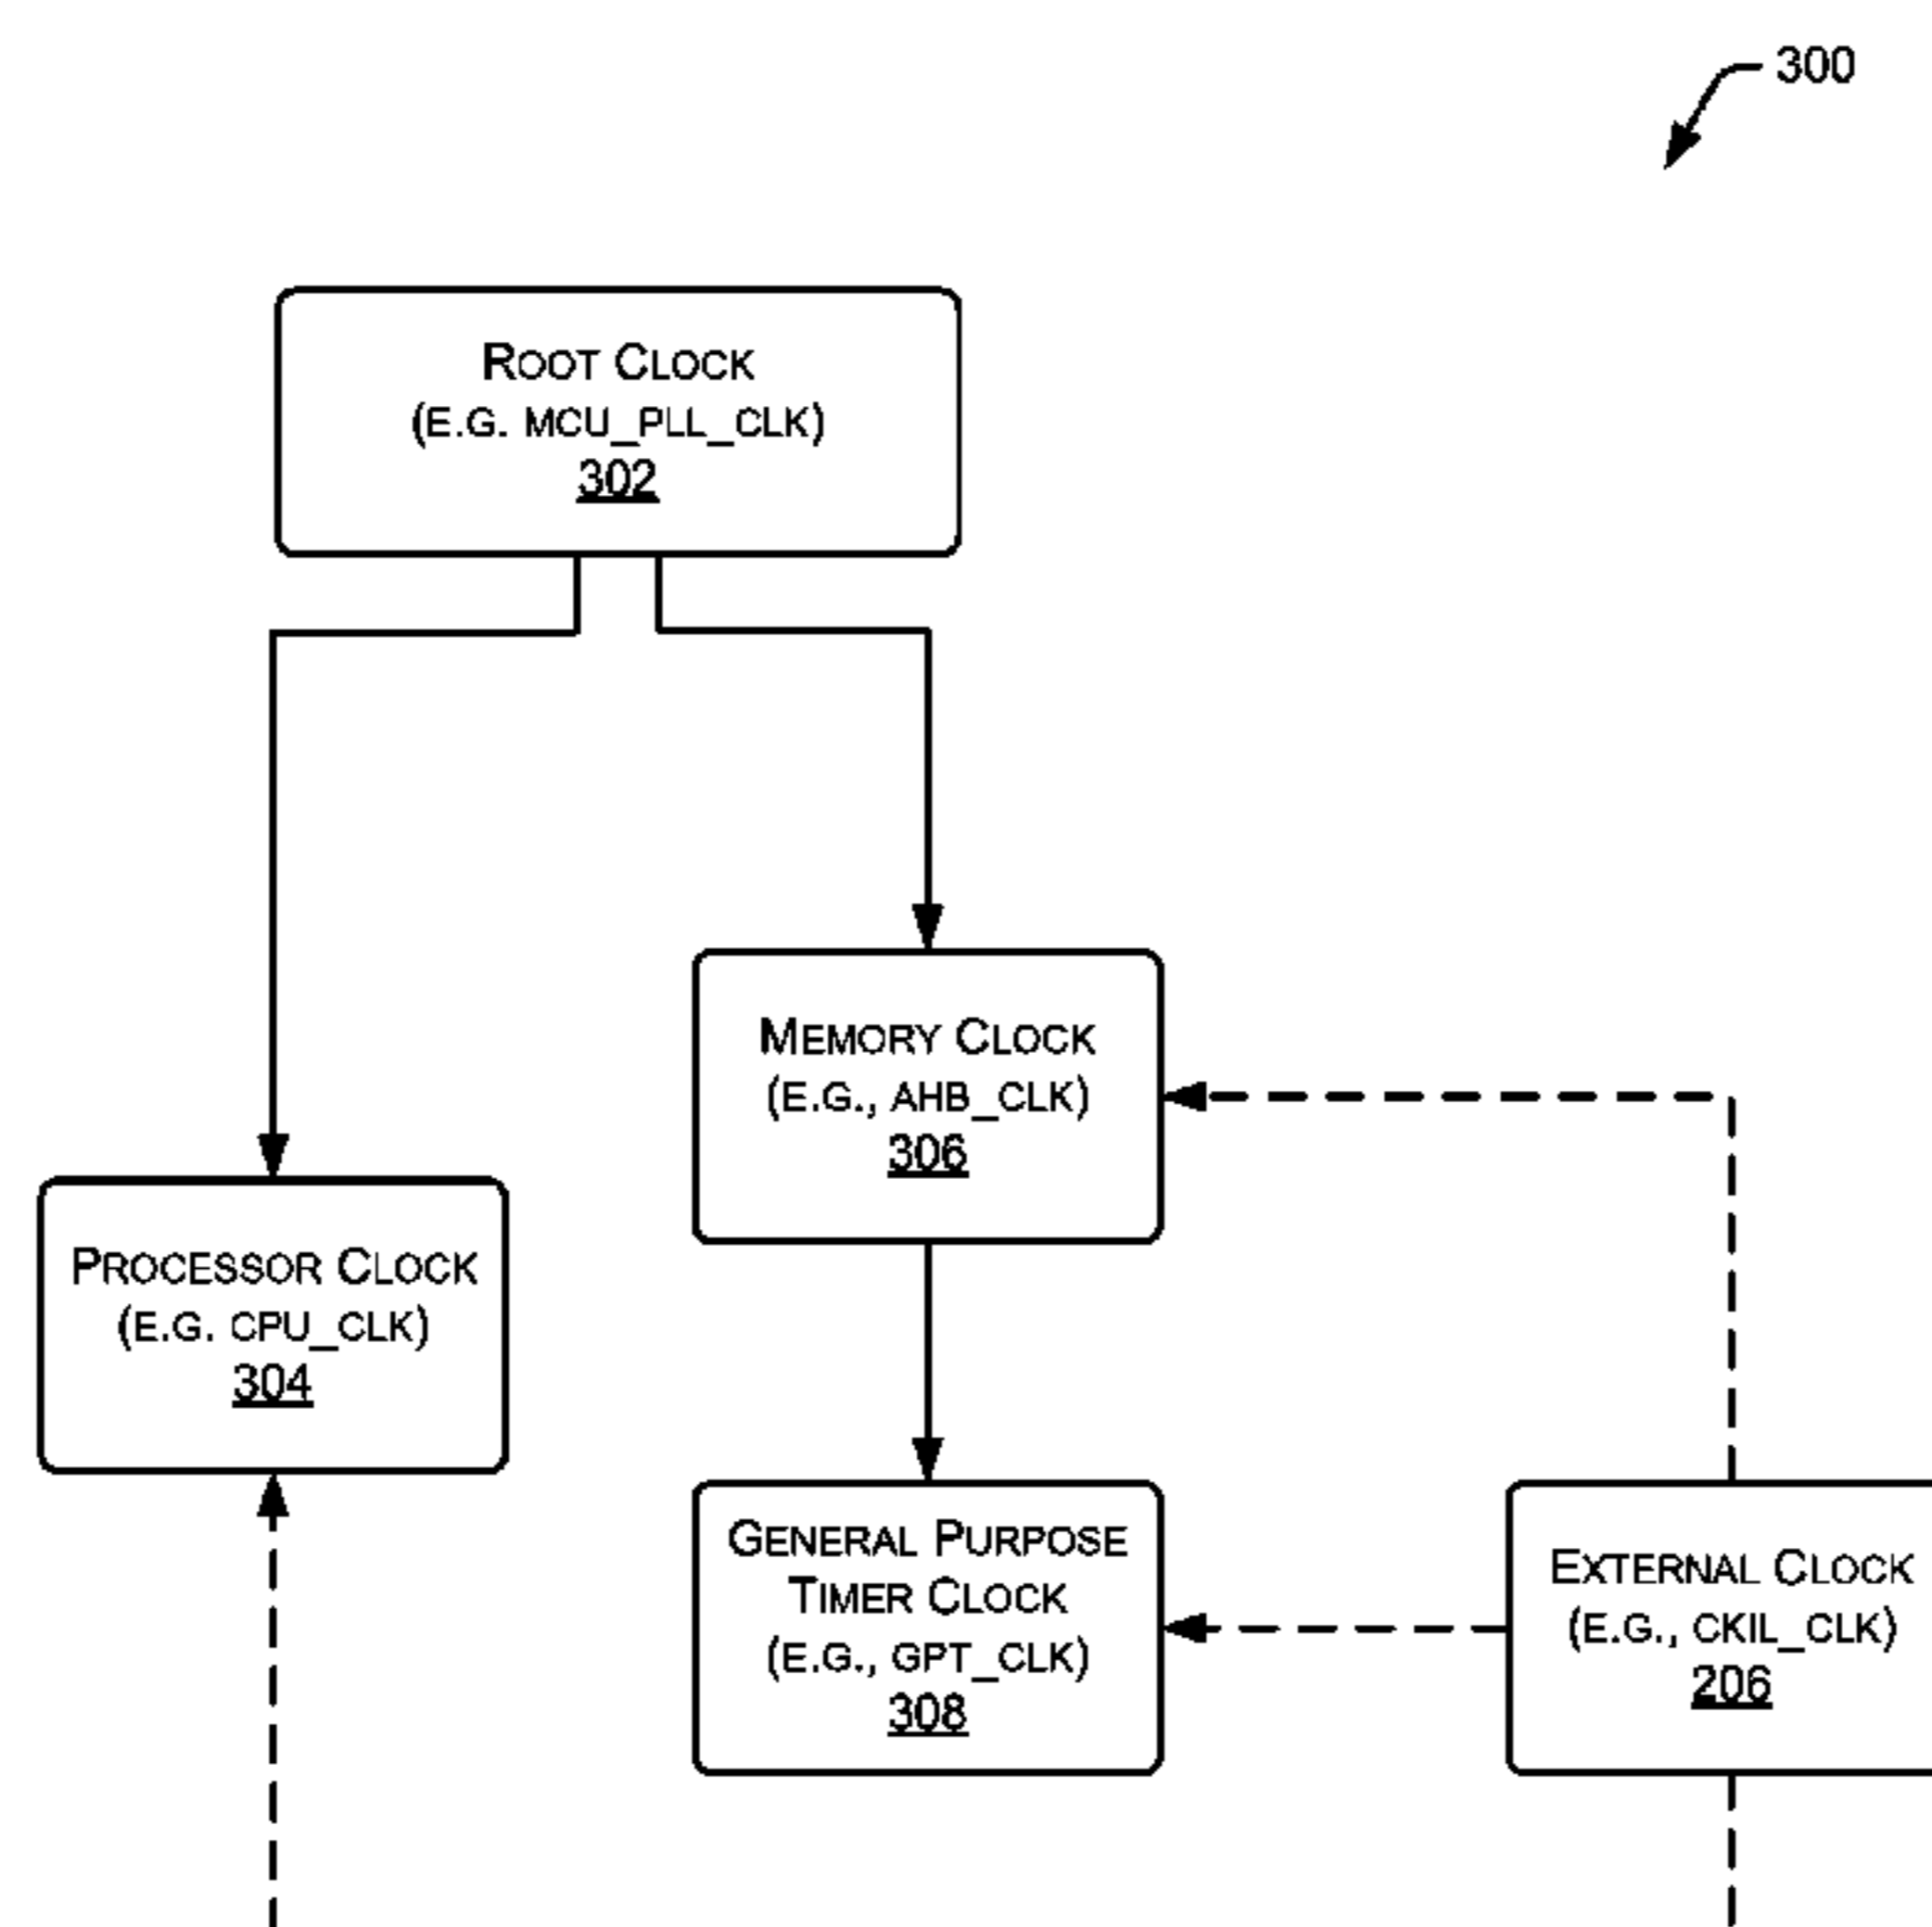 300
ROOT CLOCK
(E.G. MCU_PLL_CLK)
302
MEMORY CLOCK
(E.G., AHB_CLK)
306
PROCESSOR CLOCK
(E.G. CPU_CLK)
304
GENERAL PURPOSE
TIMER CLOCK
(E.G., GPT_CLK)
308
EXTERNAL CLOCK
(E.G., CKIL_CLK)
206